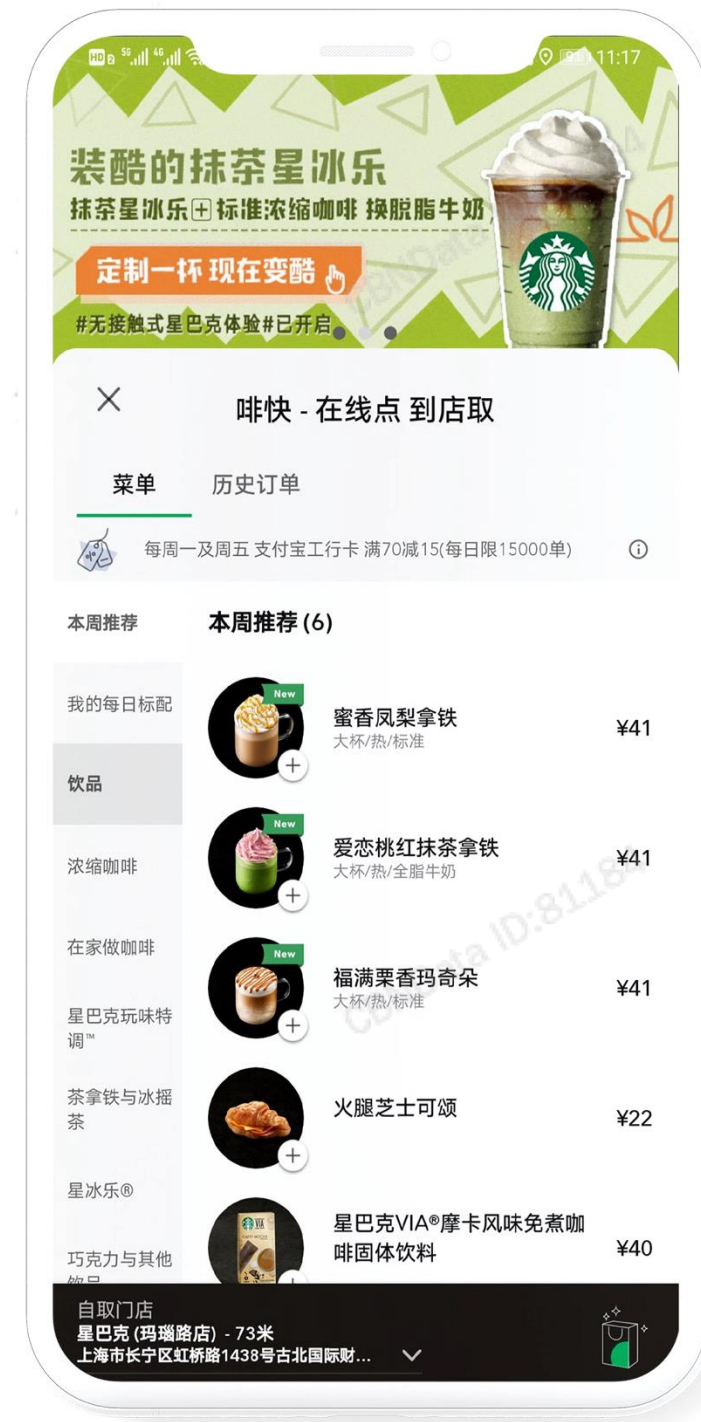 HD 2 5G 4G 11:17
装酷的抹茶星冰乐
抹茶星冰乐+标准浓缩咖啡 换脱脂牛奶
定制一杯 现在变酷
#无接触式星巴克体验#已开启
啡快 - 在线点 到店取
菜单 历史订单
每周一及周五 支付宝工行卡 满70减15(每日限15000单)
本周推荐
本周推荐 (6)
我的每日标配
New
蜜香凤梨拿铁
¥41
大杯/热/标准
饮品
New
爱恋桃红抹茶拿铁
¥41
大杯/热/全脂牛奶
浓缩咖啡
在家做咖啡
New
福满栗香玛奇朵
¥41
大杯/热/标准
星巴克玩味特
调™
茶拿铁与冰摇
茶
火腿芝士可颂
¥22
星冰乐®
VIA
星巴克VIA®摩卡风味免煮咖
啡固体饮料
¥40
巧克力与其他
饮品
自取门店
星巴克 (玛瑙路店) - 73米
上海市长宁区虹桥路1438号古北国际财...
CBNData ID:81184